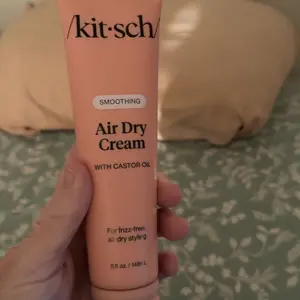 /kit·sch/
SMOOTHING
Air Dry
Cream
WITH CASTOR OIL
For frizz-free,
air dry styling